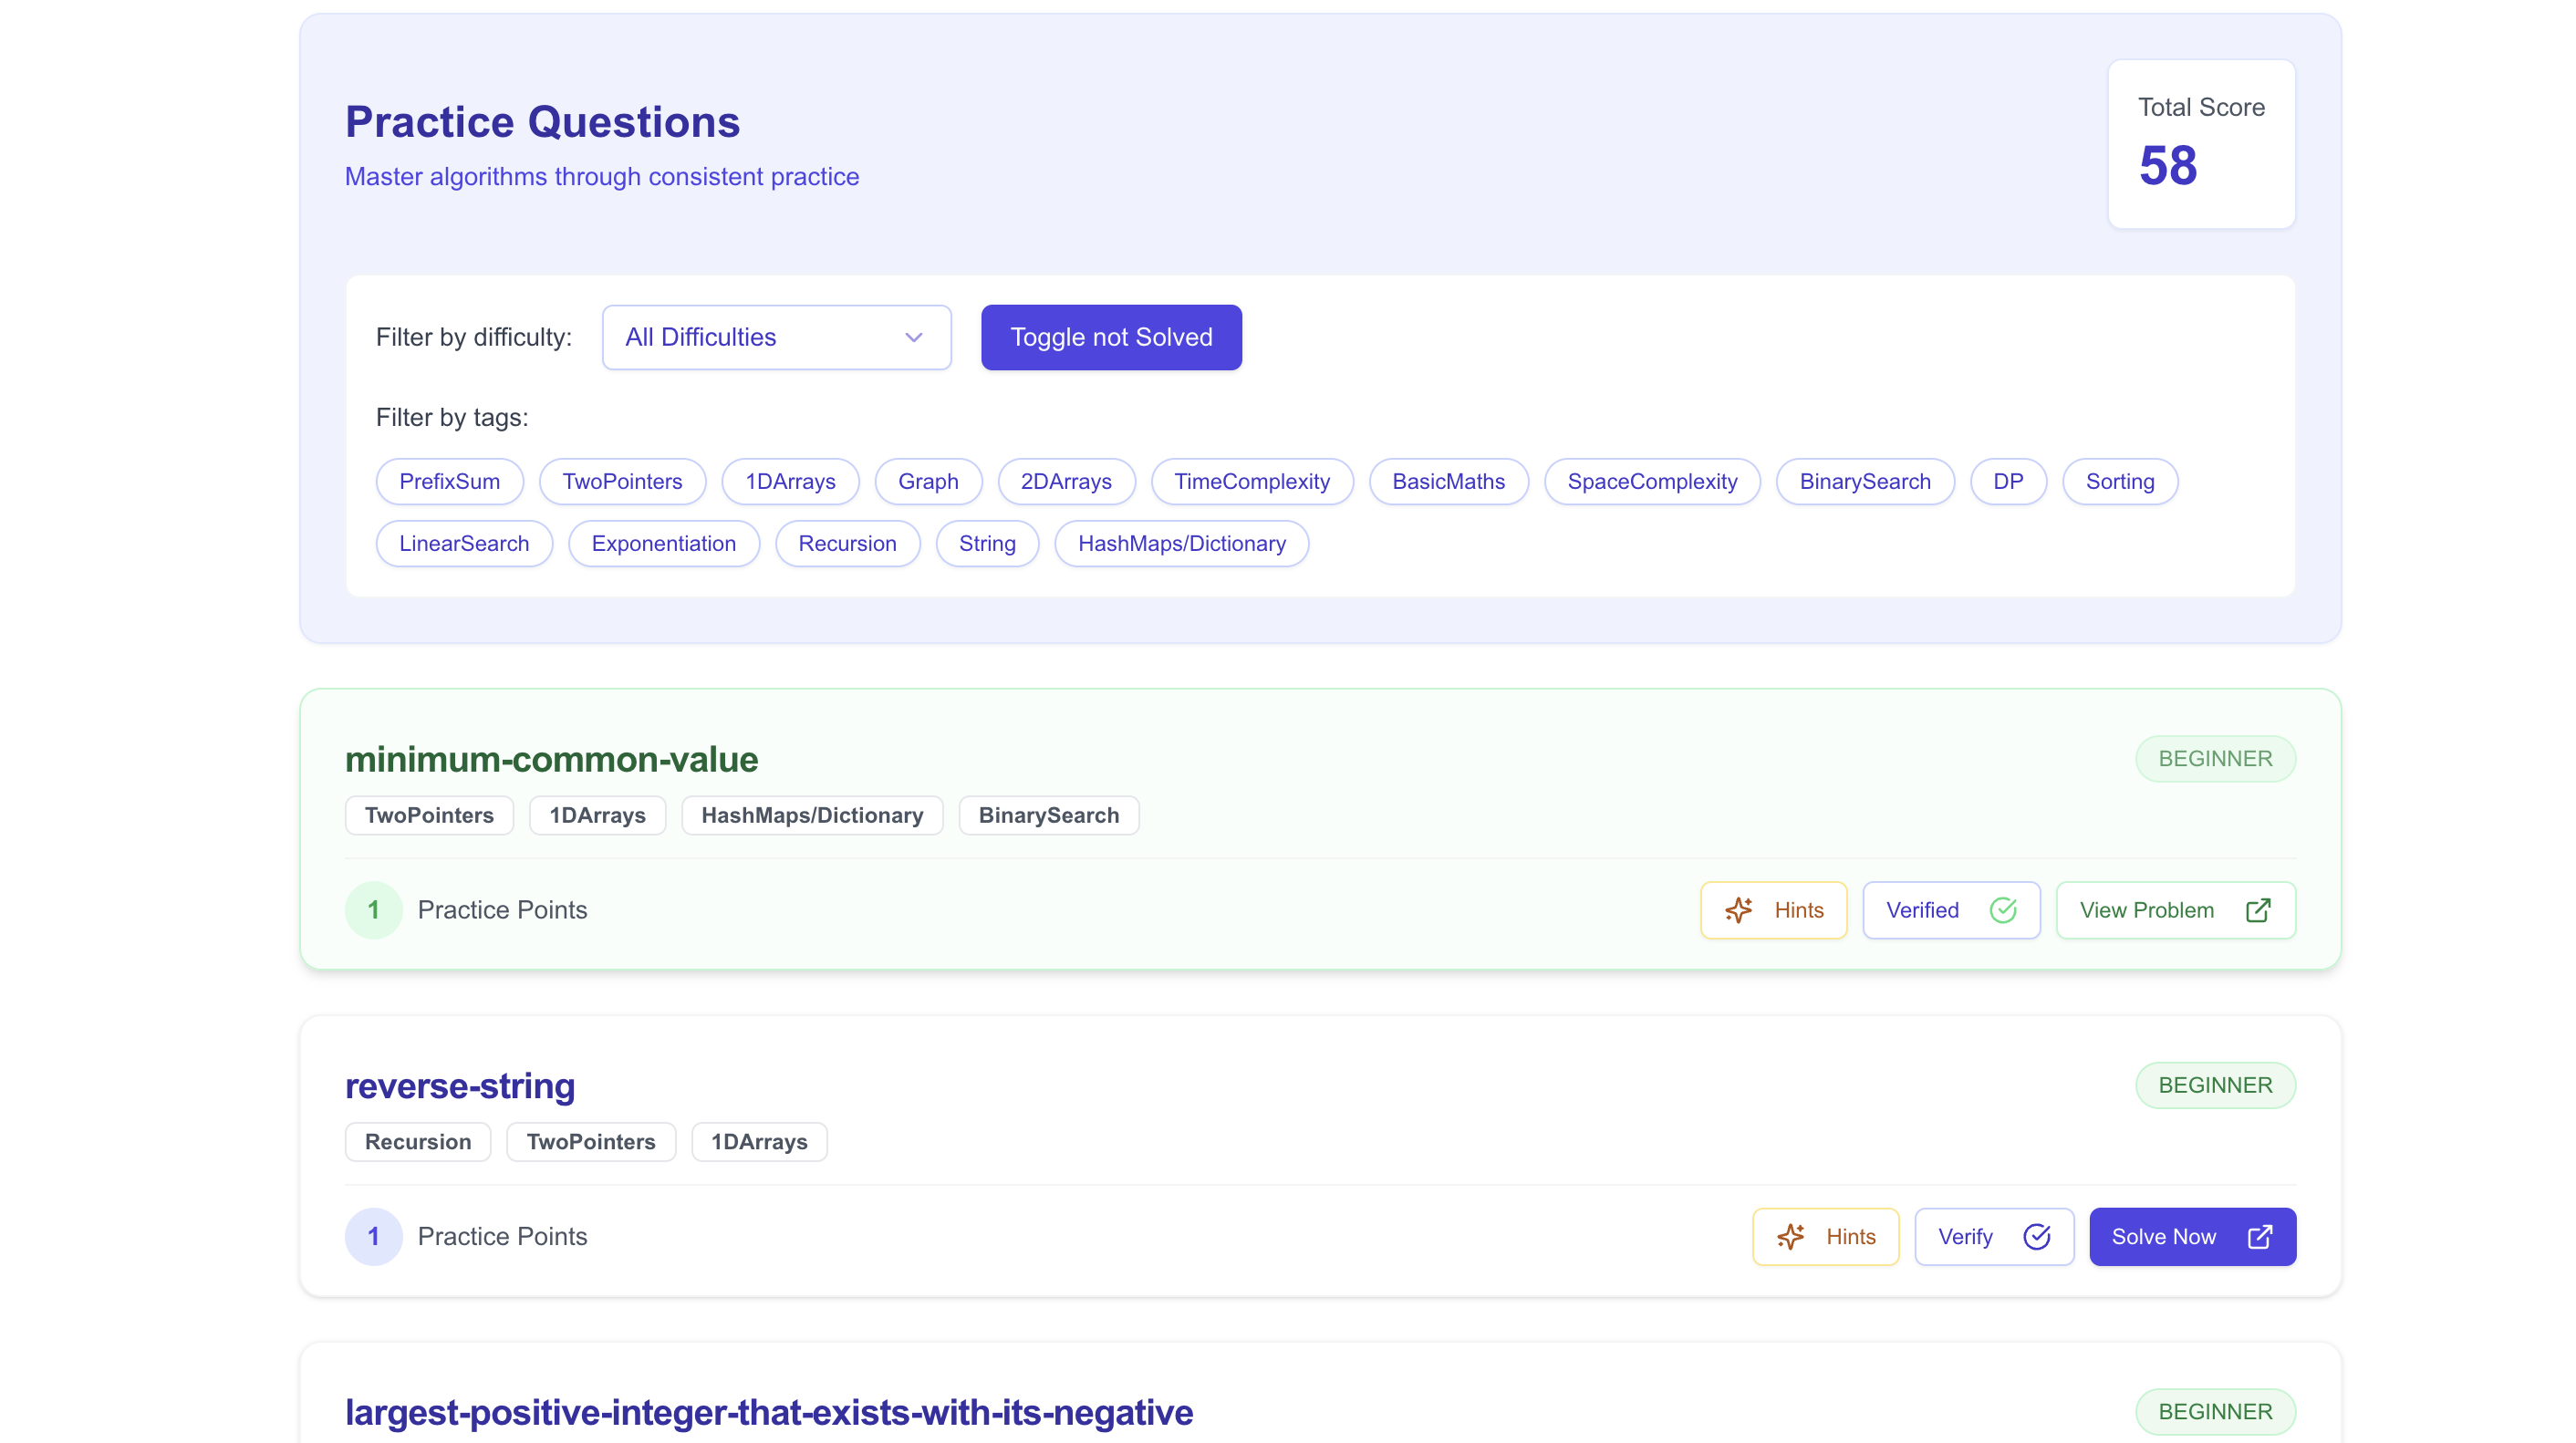 Practice Questions
Master algorithms through consistent practice
Total Score
58
Filter by difficulty: All Difficulties Toggle not Solved
Filter by tags:
PrefixSum TwoPointers 1DArrays Graph 2DArrays TimeComplexity BasicMaths SpaceComplexity BinarySearch DP Sorting
LinearSearch Exponentiation Recursion String HashMaps/Dictionary
minimum-common-value BEGINNER
TwoPointers 1DArrays HashMaps/Dictionary BinarySearch
1 Practice Points Hints Verified View Problem
reverse-string BEGINNER
Recursion TwoPointers 1DArrays
1 Practice Points Hints Verify Solve Now
largest-positive-integer-that-exists-with-its-negative BEGINNER